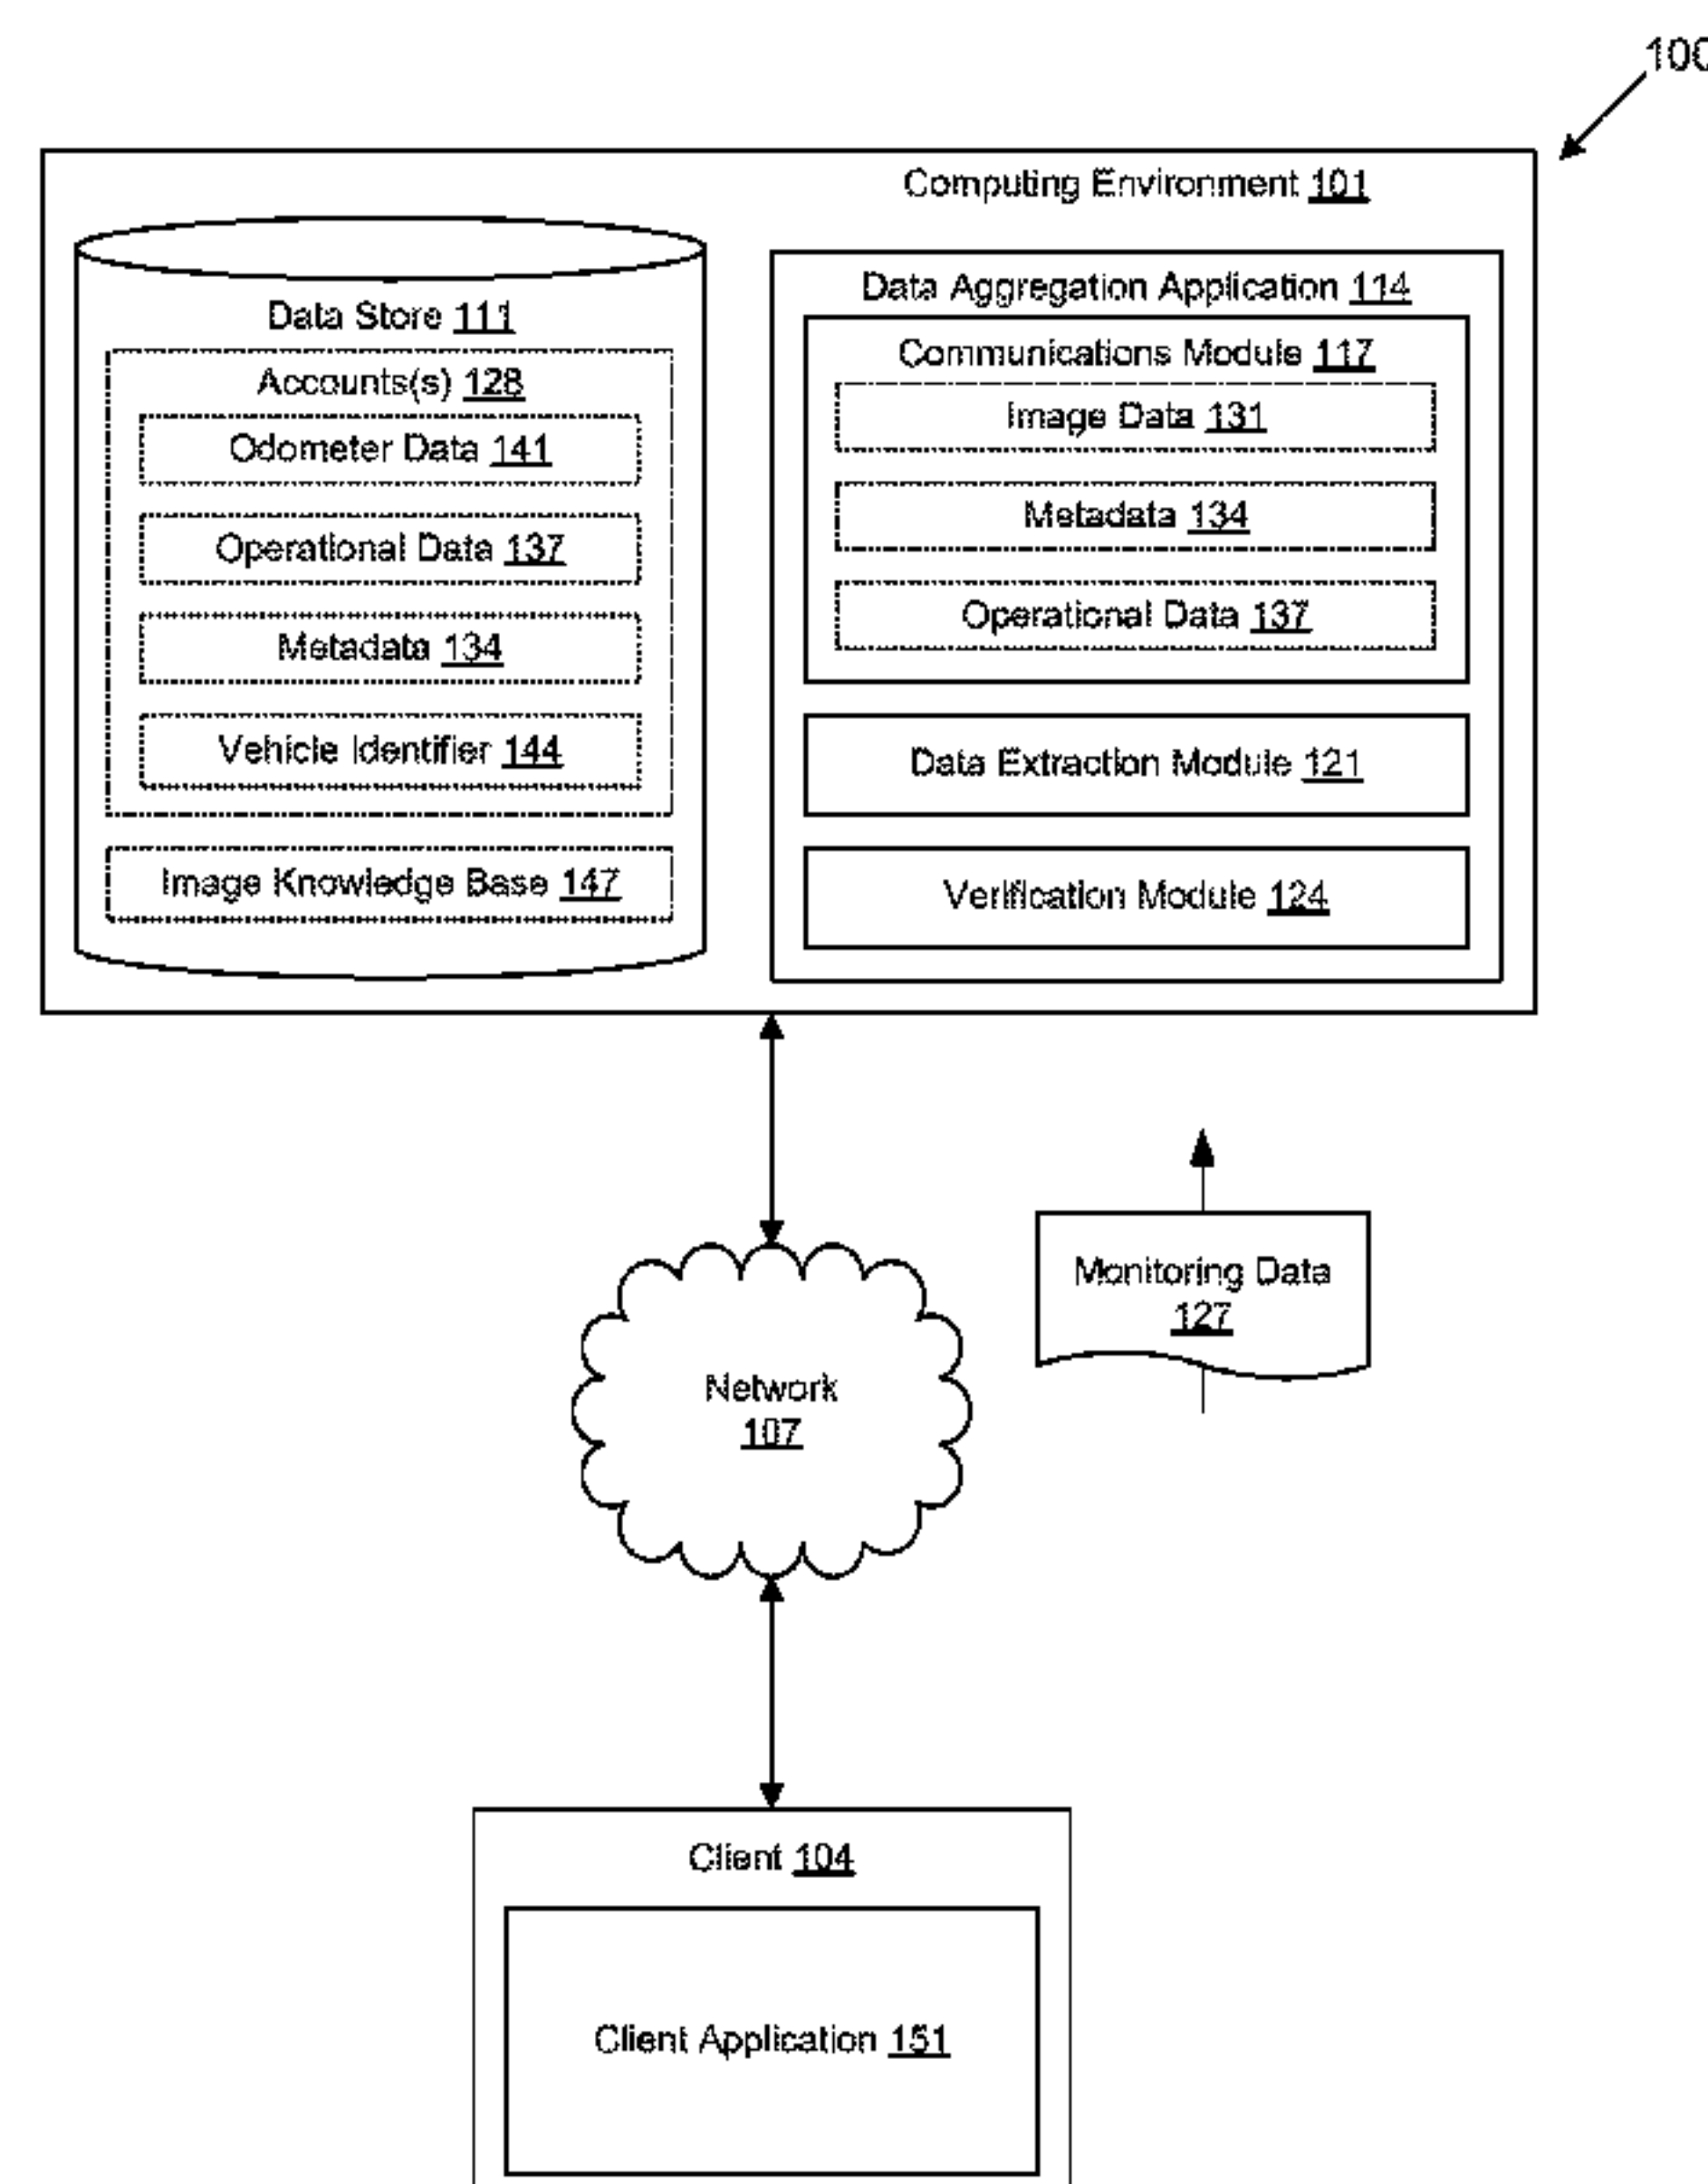 100
Computing Environment 101
Data Store 111
Accounts(s) 128
Odometer Data 141
Operational Data 137
Metadata 134
Vehicle Identifier 144
Image Knowledge Base 147
Data Aggregation Application 114
Communications Module 117
Image Data 131
Metadata 134
Operational Data 137
Data Extraction Module 121
Verification Module 124
Monitoring Data
127
Network
107
Client 104
Client Application 151